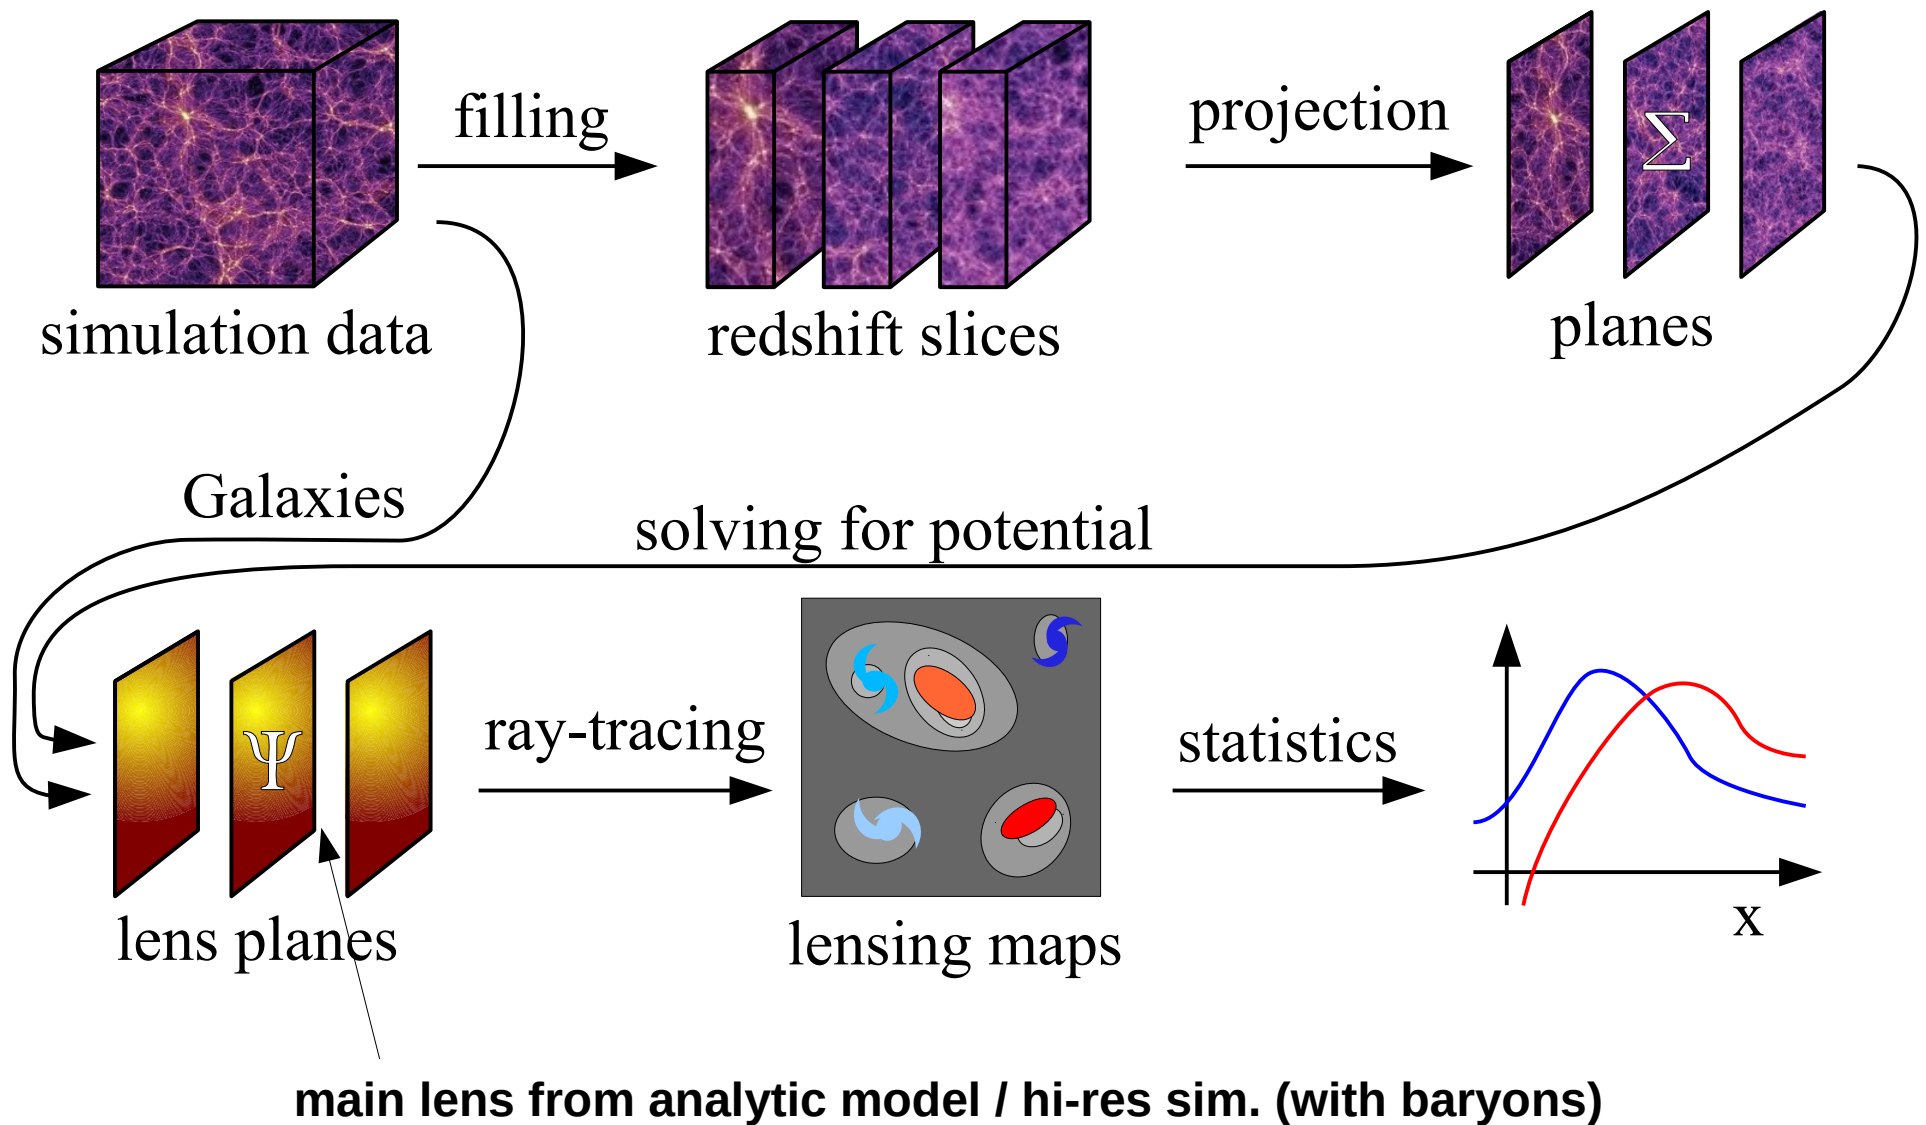 filling
projection
Σ
simulation data
redshift slices
planes
Galaxies
solving for potential
Ψ
ray-tracing
statistics
lens planes
lensing maps
x
main lens from analytic model / hi-res sim. (with baryons)